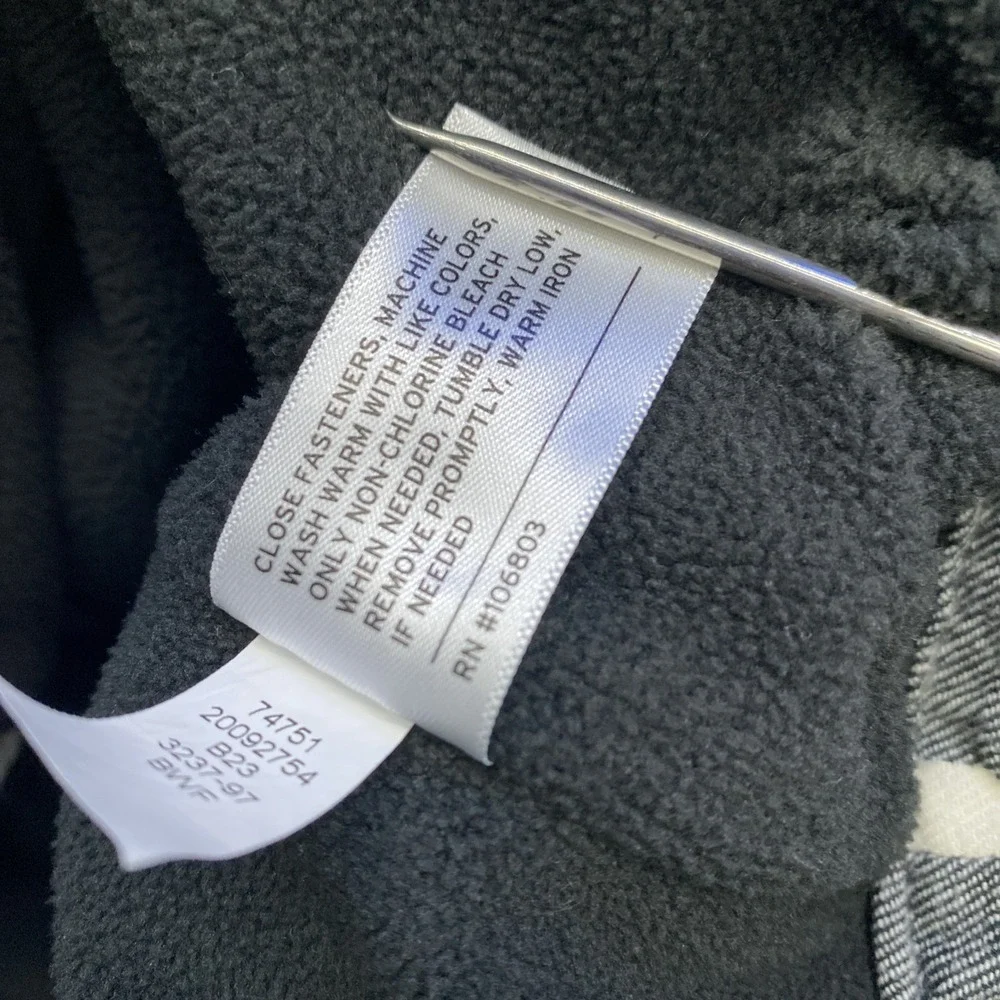 CLOSE FASTENERS, MACHINE
WASH WARM WITH LIKE COLORS,
ONLY NON-CHLORINE BLEACH
WHEN NEEDED, TUMBLE DRY LOW,
REMOVE PROMPTLY, WARM IRON
IF NEEDED
RN #106803
74751
20092754
B23
3237-97
BWF